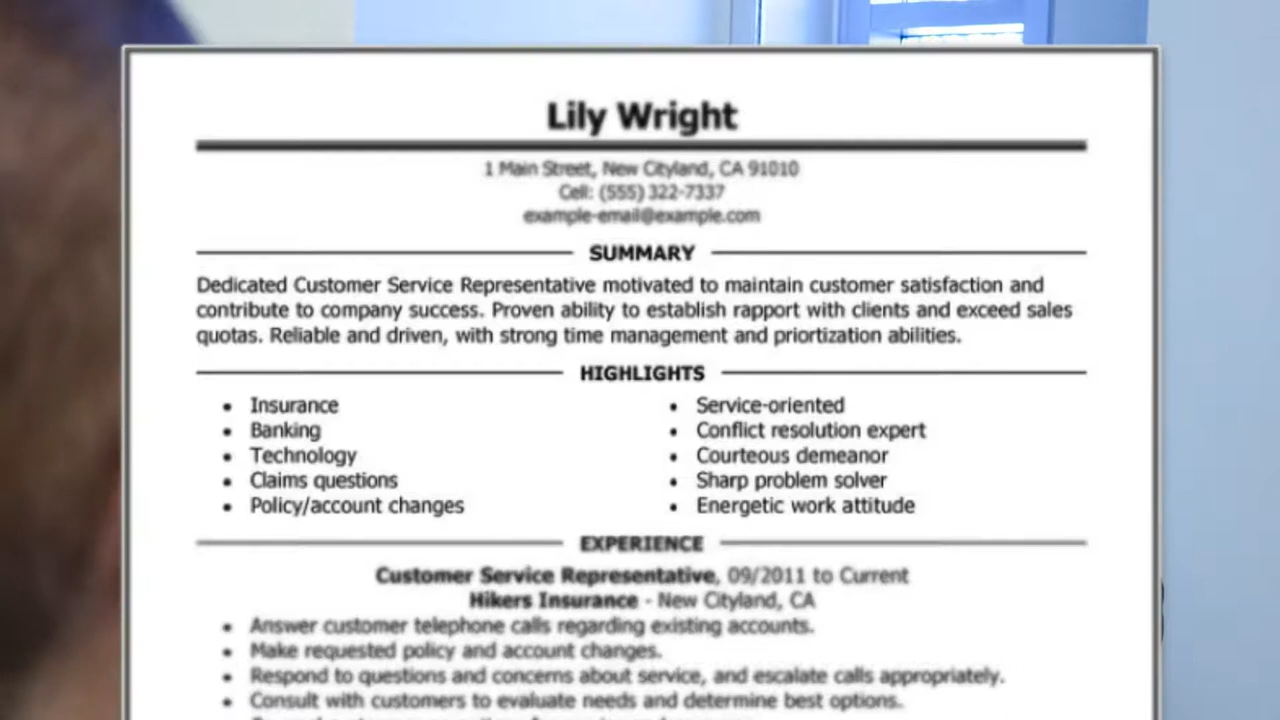 Lily Wright
1 Main Street, New Cityland, CA 91010
Cell: (555) 322-7337
example-email@example.com
SUMMARY
Dedicated Customer Service Representative motivated to maintain customer satisfaction and
contribute to company success. Proven ability to establish rapport with clients and exceed sales
quotas. Reliable and driven, with strong time management and priortization abilities.
HIGHLIGHTS
• Insurance
• Banking
• Technology
• Claims questions
• Policy/account changes
• Service-oriented
• Conflict resolution expert
• Courteous demeanor
• Sharp problem solver
• Energetic work attitude
EXPERIENCE
Customer Service Representative, 09/2011 to Current
Hikers Insurance - New Cityland, CA
• Answer customer telephone calls regarding existing accounts.
• Make requested policy and account changes.
• Respond to questions and concerns about service, and escalate calls appropriately.
• Consult with customers to evaluate needs and determine best options.